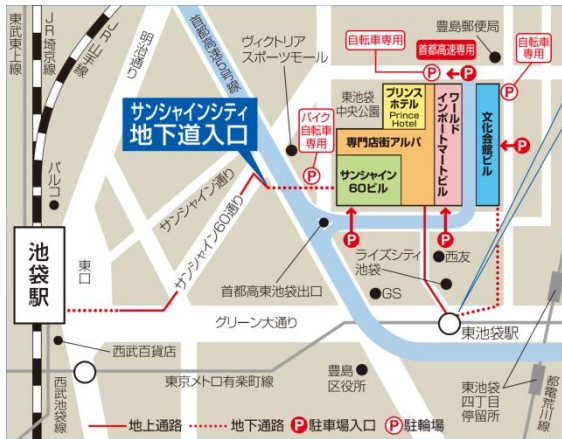 東武東上線
JR埼京線
JR山手線
明治通り
首都高速5号線
ヴィクトリア
スポーツモール
豊島郵便局
自転車専用
首都高速専用
自転車
専用
P
P
P
サンシャインシティ
地下道入口
バイク
自転車
専用
P
東池袋
中央公園
プリンス
ホテル
Prince
Hotel
ワールド
インポートマートビル
文化会館ビル
専門店街アルパ
サンシャイン
60ビル
P
P
P
パルコ
サンシャイン通り
サンシャイン60通り
池袋駅
東口
首都高東池袋出口
ライズシティ
池袋
西友
GS
グリーン大通り
東池袋駅
西武百貨店
西武池袋線
東京メトロ有楽町線
豊島
区役所
東池袋
四丁目
停留所
都電荒川線
地上通路
地下通路
P駐車場入口
P駐輪場